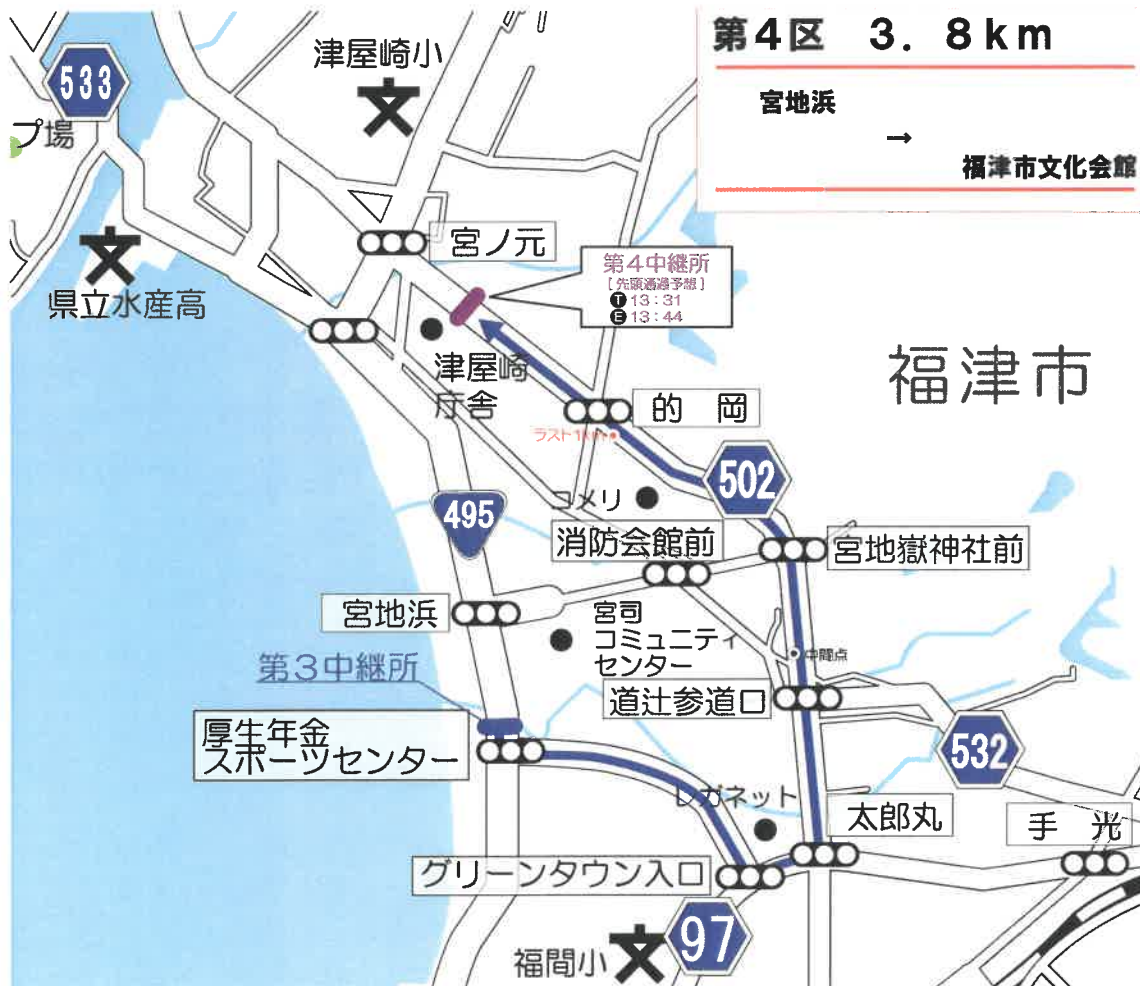 第4区 3.8km
宮地浜
→
福津市文化会館
533
津屋崎小
プ場
宮ノ元
第4中継所
[先頭通過予想]
T 13:31
E 13:44
県立水産高
津屋崎
庁舎
福津市
的 岡
ラスト1km
502
コメリ
495
消防会館前
宮地嶽神社前
宮地浜
宮司
コミュニティ
センター
中間点
第3中継所
道辻参道口
厚生年金
スポーツセンター
532
レガネット
太郎丸
手 光
グリーンタウン入口
97
福間小